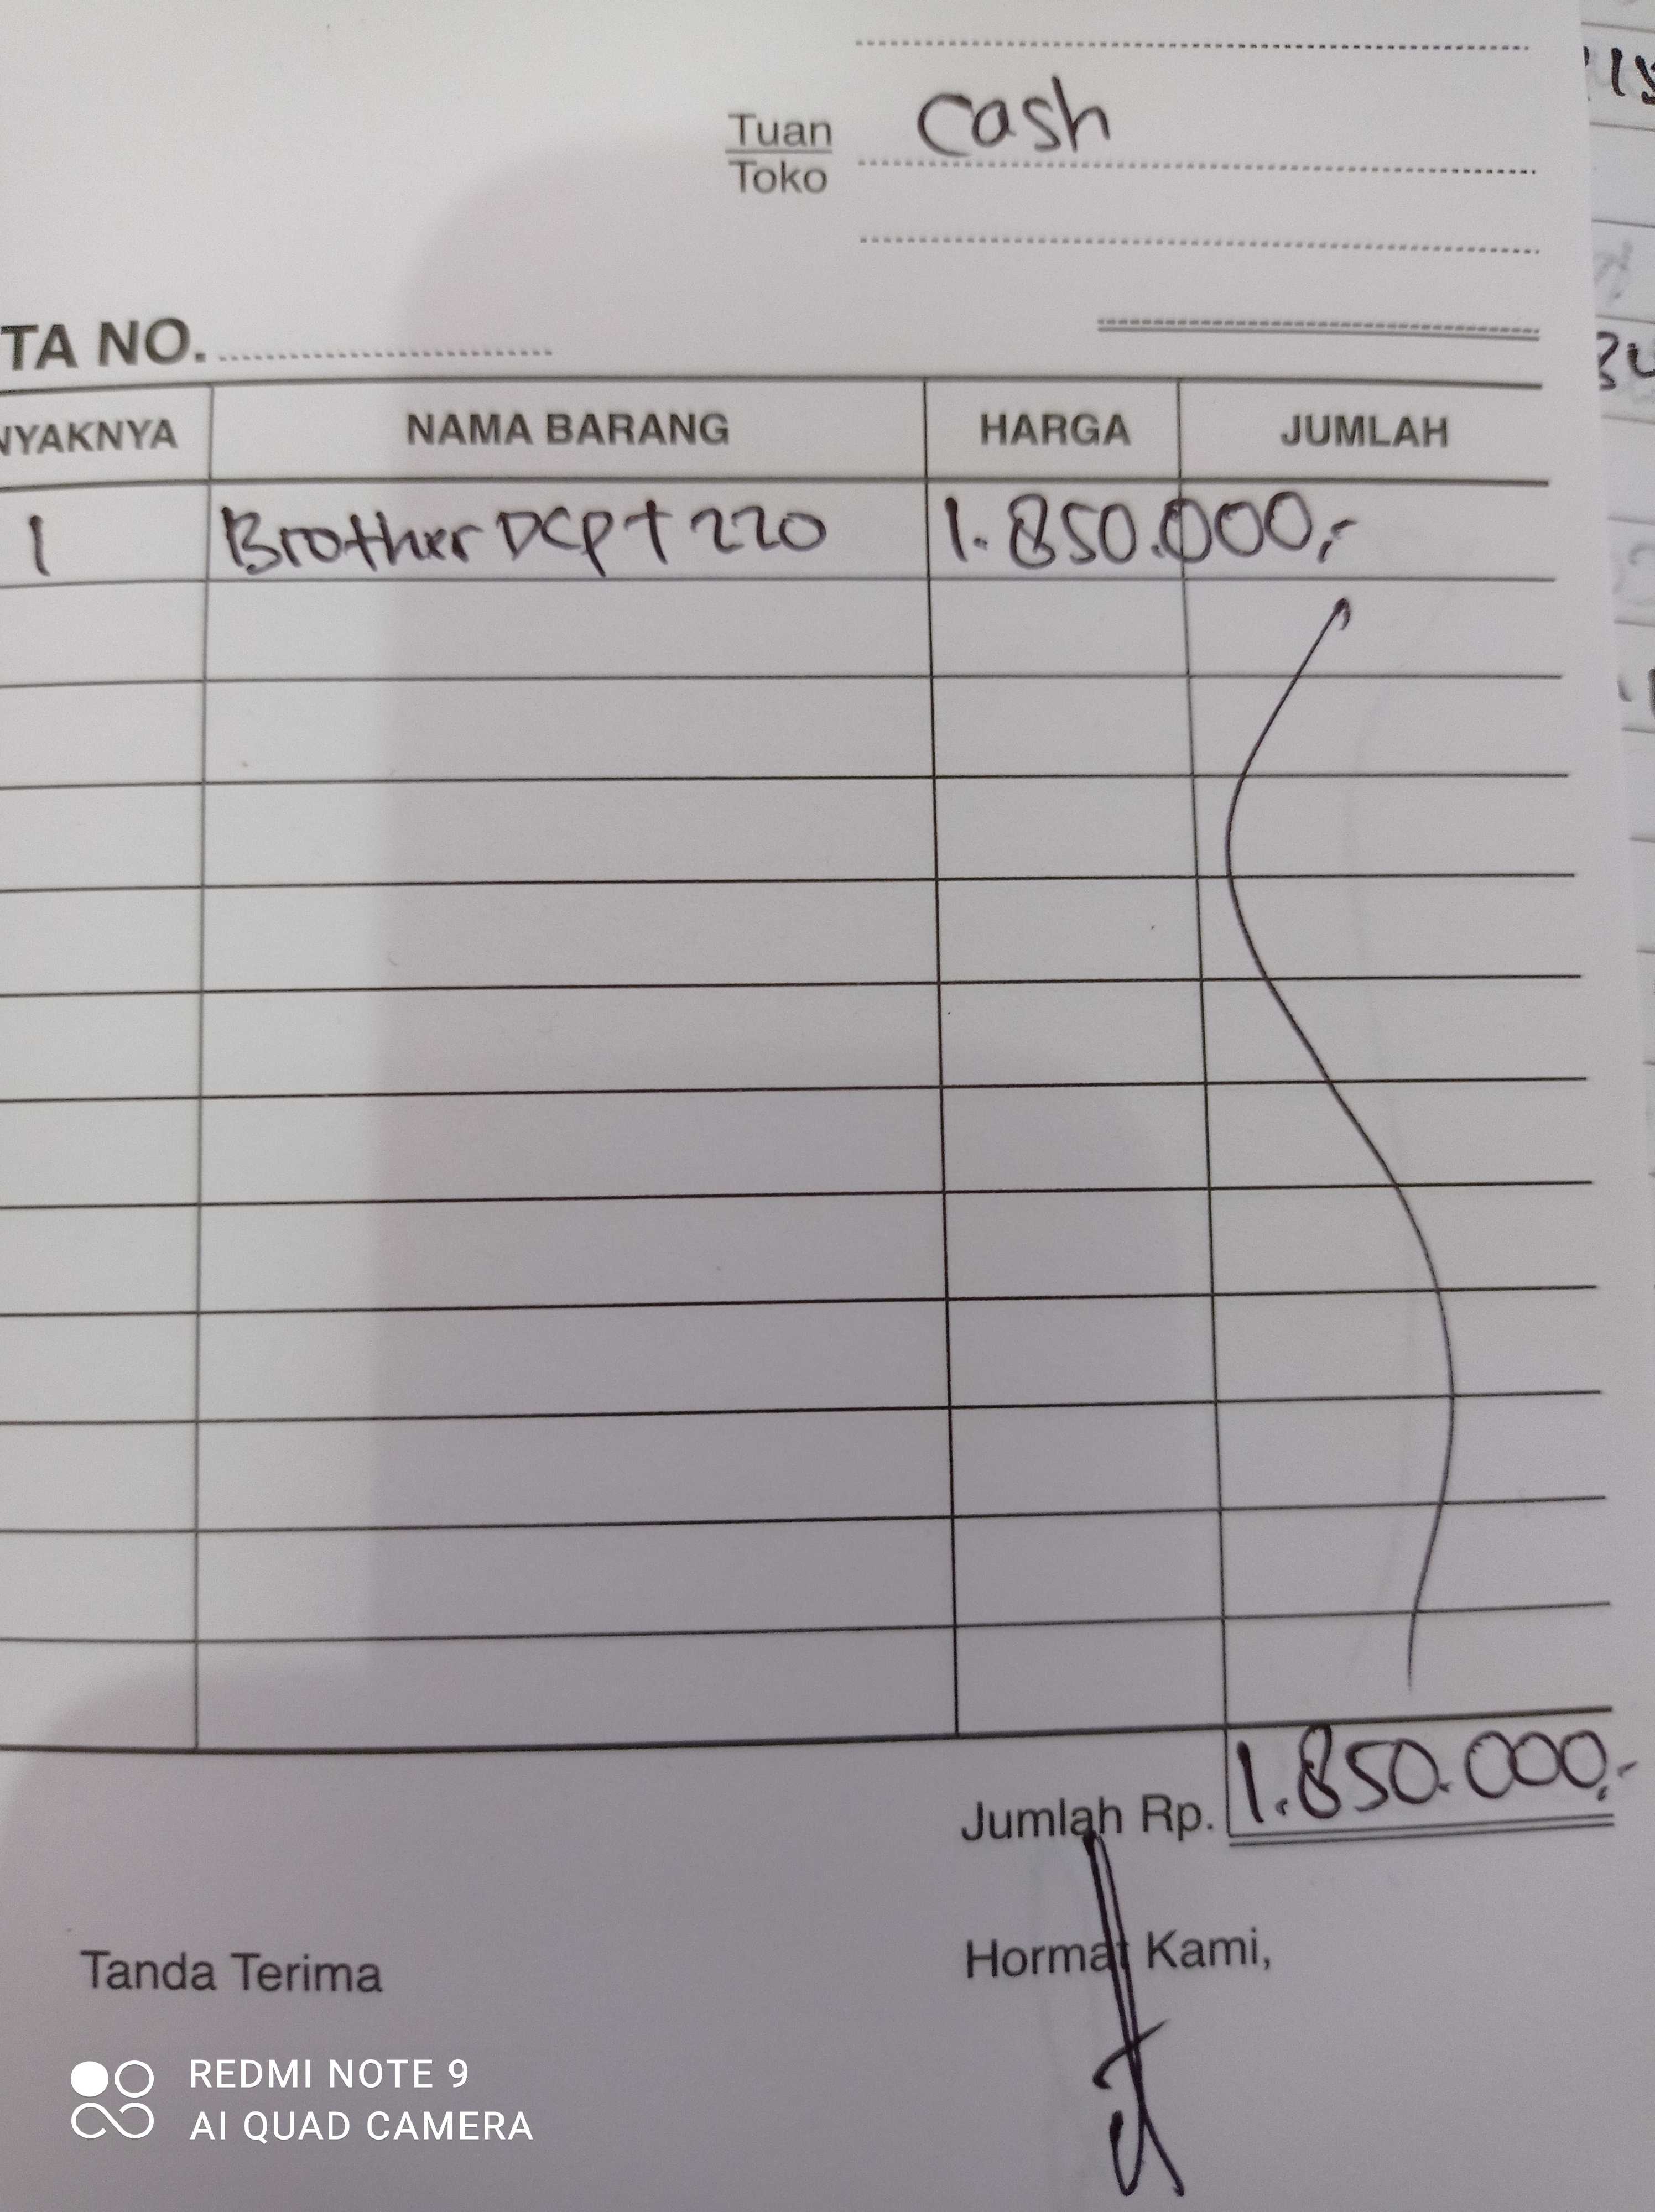 Tuan cash
Toko
TA NO.
NYAKNYA NAMA BARANG HARGA JUMLAH
1 Brother DCP T 220 1.850.000,-
Jumlah Rp. 1.850.000,-
Tanda Terima Hormat Kami,
REDMI NOTE 9
AI QUAD CAMERA